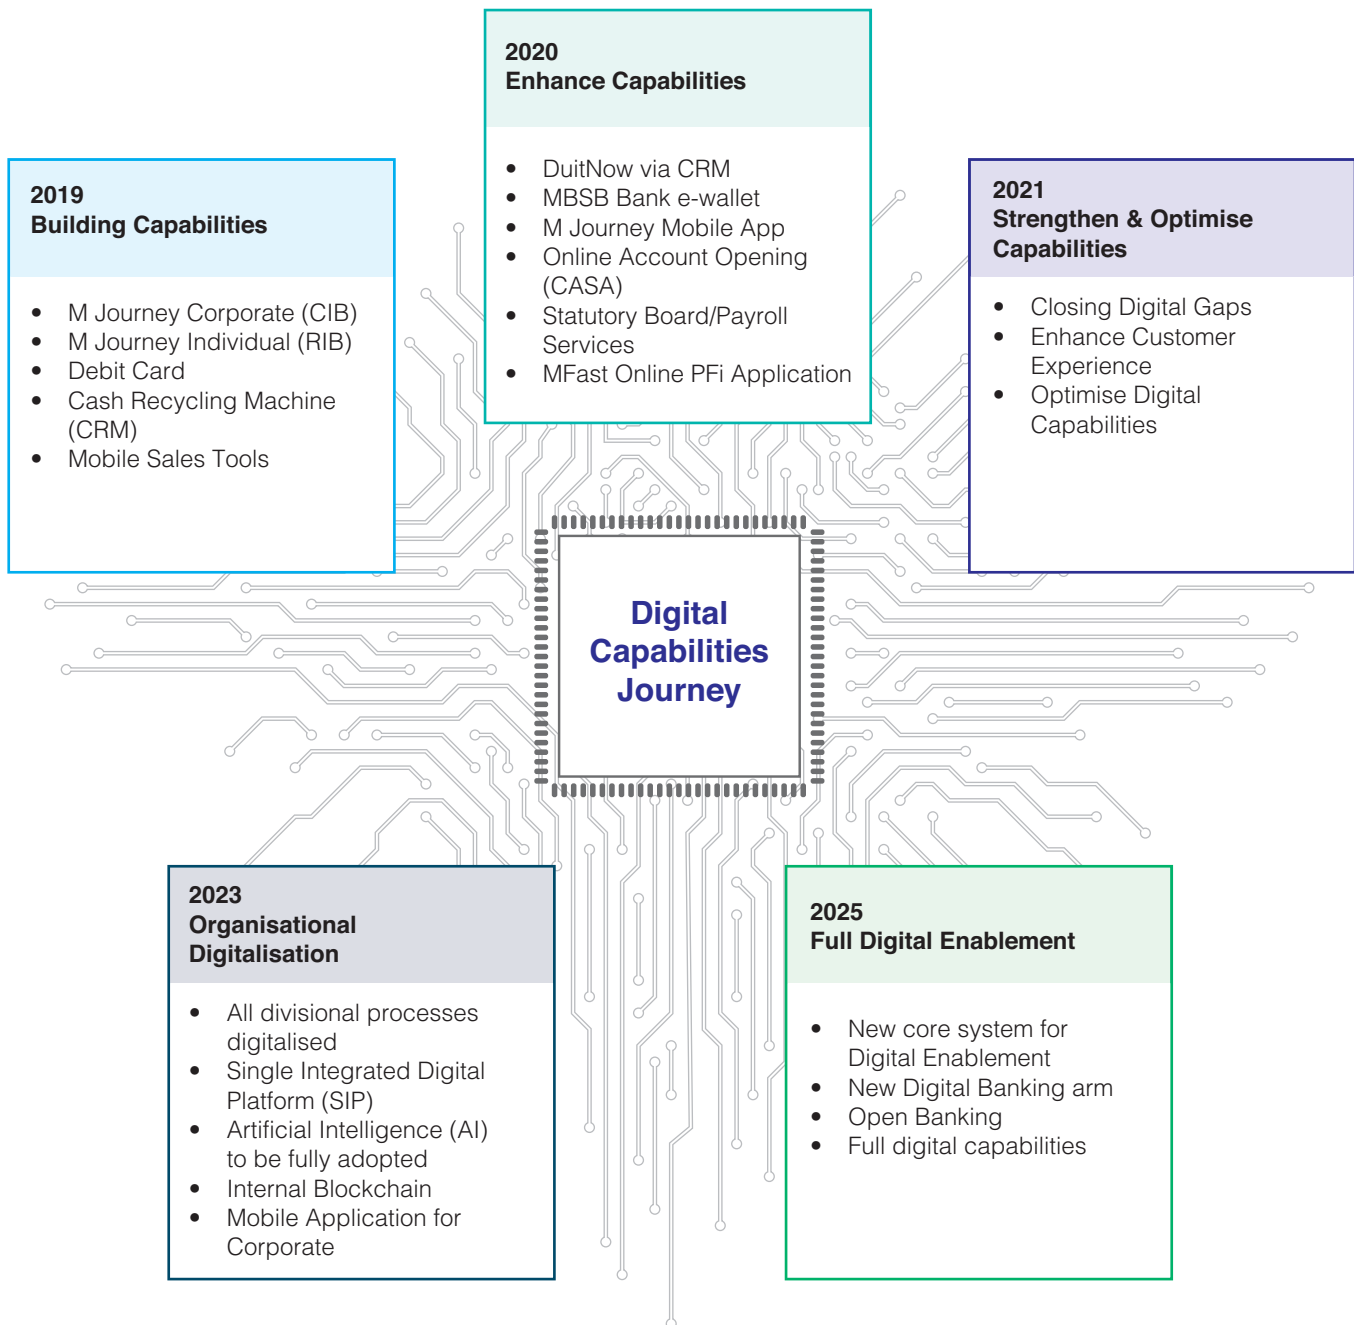 2019
Building Capabilities
• M Journey Corporate (CIB)
• M Journey Individual (RIB)
• Debit Card
• Cash Recycling Machine
(CRM)
• Mobile Sales Tools
2020
Enhance Capabilities
• DuitNow via CRM
• MBSB Bank e-wallet
• M Journey Mobile App
• Online Account Opening
(CASA)
• Statutory Board/Payroll
Services
• MFast Online PFi Application
2021
Strengthen & Optimise
Capabilities
• Closing Digital Gaps
• Enhance Customer
Experience
• Optimise Digital
Capabilities
Digital
Capabilities
Journey
2023
Organisational
Digitalisation
• All divisional processes
digitalised
• Single Integrated Digital
Platform (SIP)
• Artificial Intelligence (AI)
to be fully adopted
• Internal Blockchain
• Mobile Application for
Corporate
2025
Full Digital Enablement
• New core system for
Digital Enablement
• New Digital Banking arm
• Open Banking
• Full digital capabilities